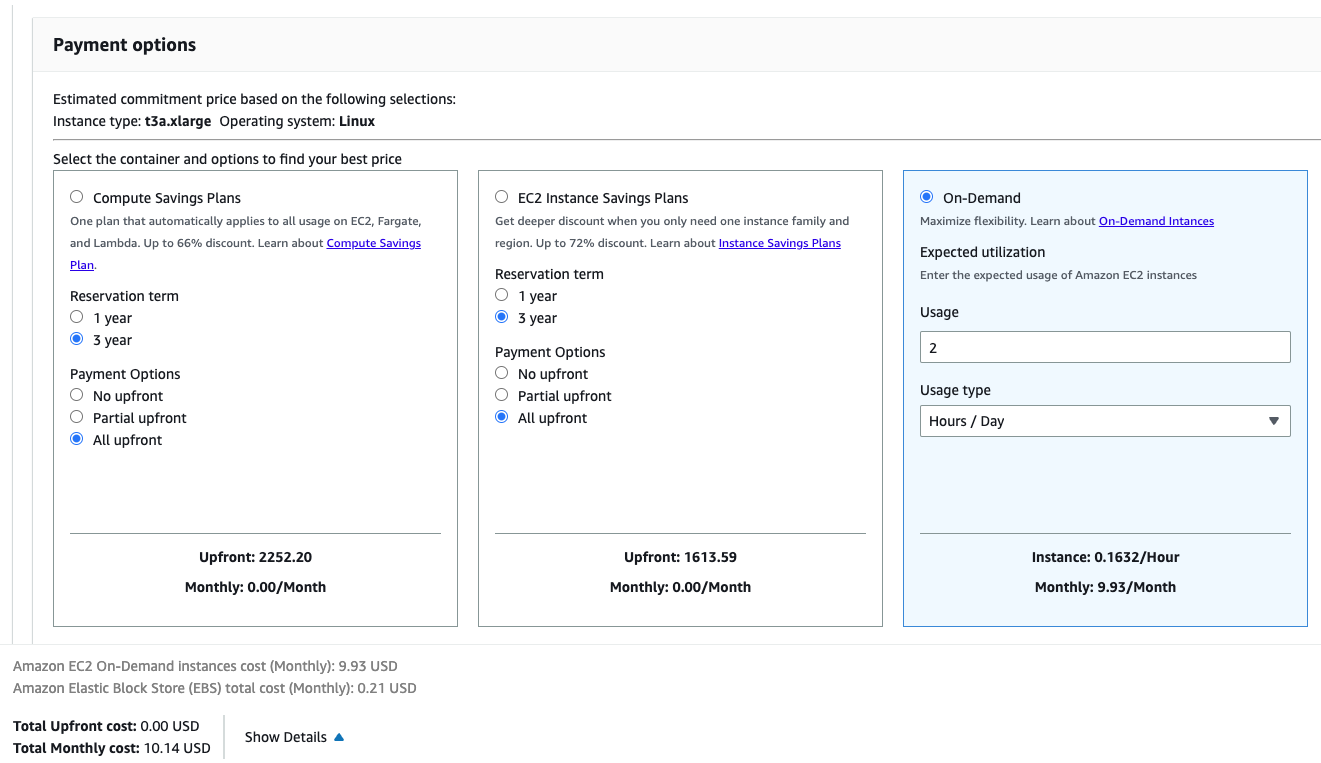 Payment options
Estimated commitment price based on the following selections:
Instance type: t3a.xlarge Operating system: Linux
Select the container and options to find your best price
Compute Savings Plans
One plan that automatically applies to all usage on EC2, Fargate,
and Lambda. Up to 66% discount. Learn about Compute Savings
Plan.
Reservation term
1 year
3 year
Payment Options
No upfront
Partial upfront
All upfront
Upfront: 2252.20
Monthly: 0.00/Month
EC2 Instance Savings Plans
Get deeper discount when you only need one instance family and
region. Up to 72% discount. Learn about Instance Savings Plans
Reservation term
1 year
3 year
Payment Options
No upfront
Partial upfront
All upfront
Upfront: 1613.59
Monthly: 0.00/Month
On-Demand
Maximize flexibility. Learn about On-Demand Intances
Expected utilization
Enter the expected usage of Amazon EC2 instances
Usage
2
Usage type
Hours / Day
Instance: 0.1632/Hour
Monthly: 9.93/Month
Amazon EC2 On-Demand instances cost (Monthly): 9.93 USD
Amazon Elastic Block Store (EBS) total cost (Monthly): 0.21 USD
Total Upfront cost: 0.00 USD
Total Monthly cost: 10.14 USD
Show Details